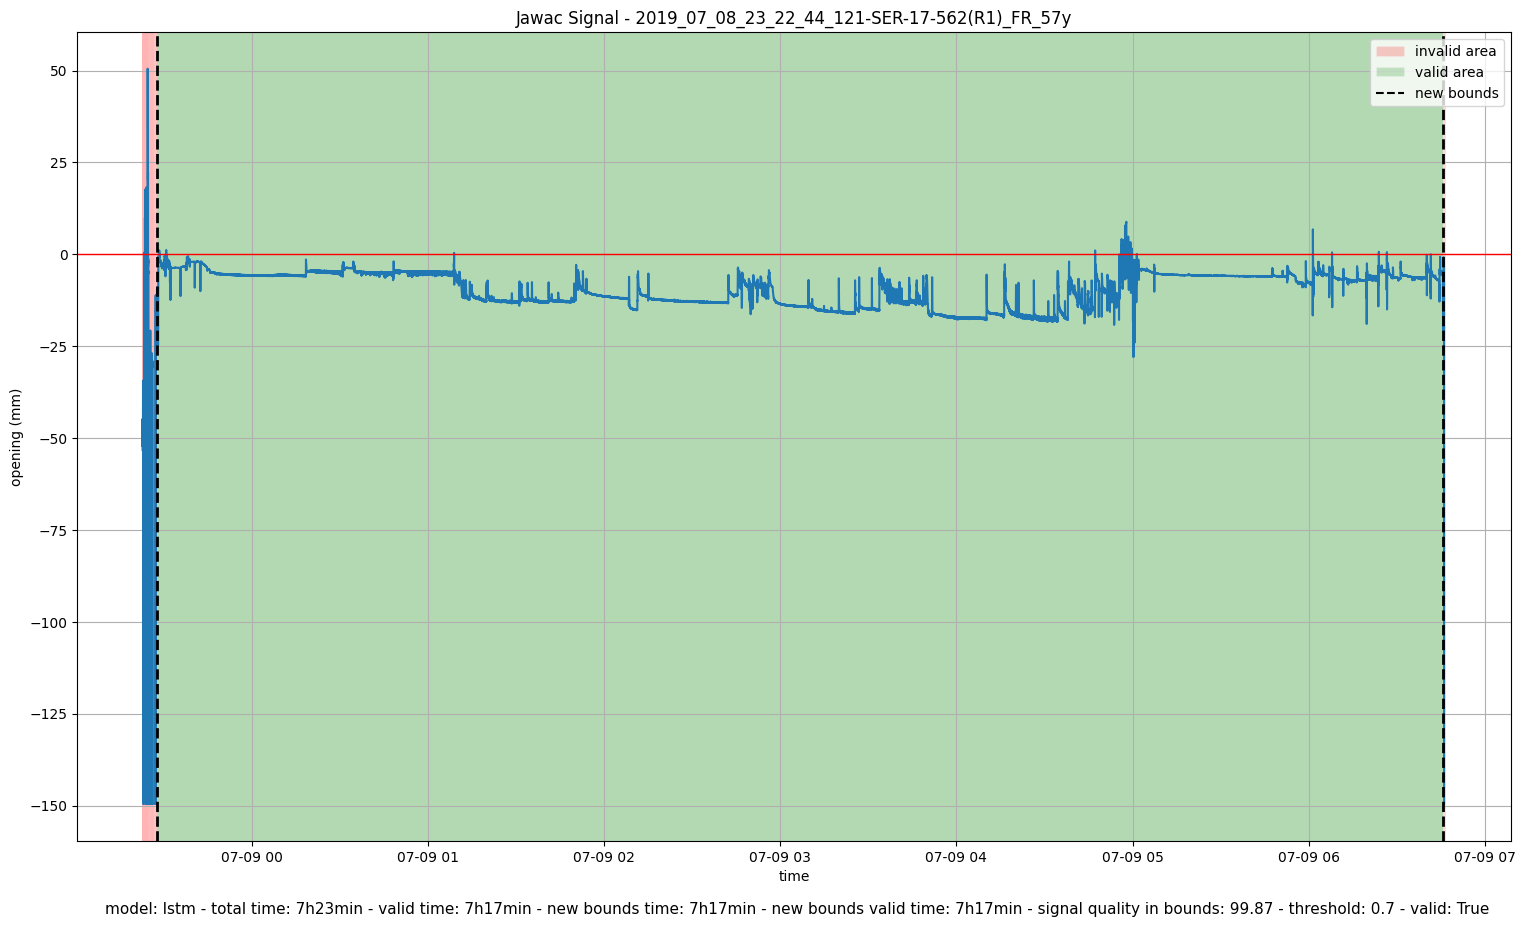 Jawac Signal - 2019_07_08_23_22_44_121-SER-17-562(R1)_FR_57y
invalid area
valid area
new bounds
50
25
0
−25
−50
−75
−100
−125
−150
opening (mm)
07-09 00 07-09 01 07-09 02 07-09 03 07-09 04 07-09 05 07-09 06 07-09 07
time
model: lstm - total time: 7h23min - valid time: 7h17min - new bounds time: 7h17min - new bounds valid time: 7h17min - signal quality in bounds: 99.87 - threshold: 0.7 - valid: True